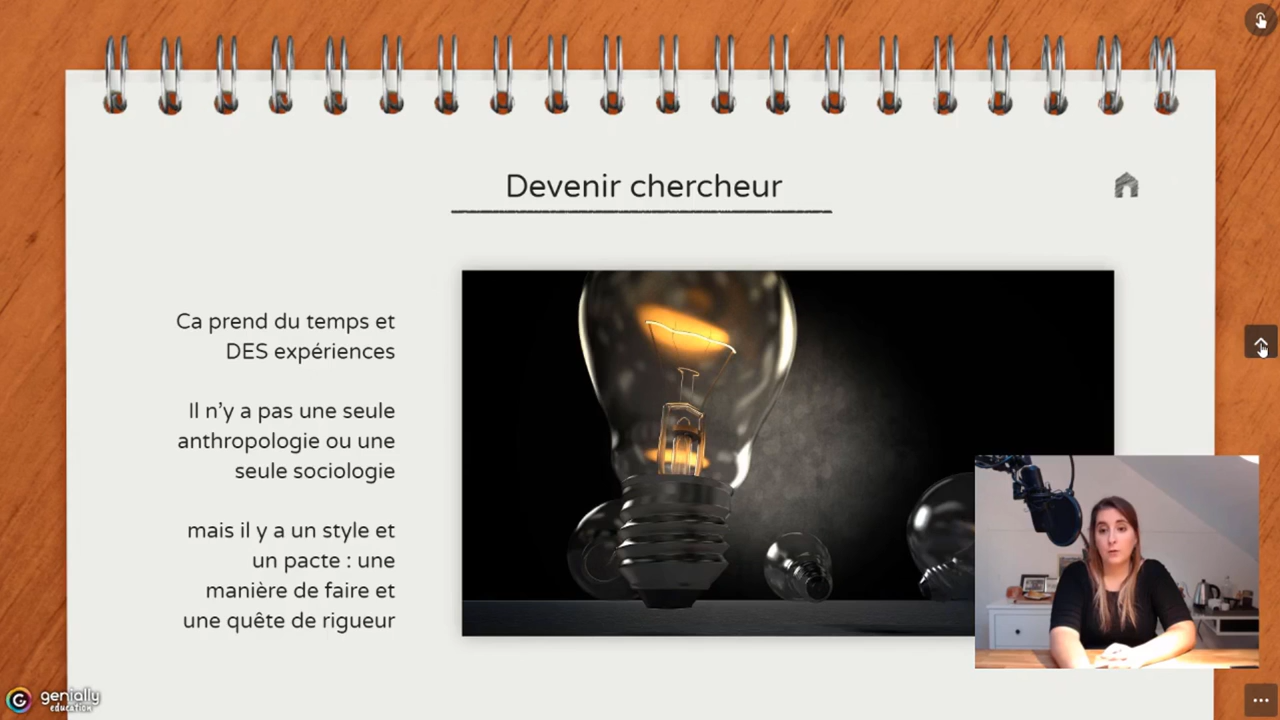 Devenir chercheur
Ca prend du temps et
DES expériences
Il n’y a pas une seule
anthropologie ou une
seule sociologie
mais il y a un style et
un pacte : une
manière de faire et
une quête de rigueur
genially
education